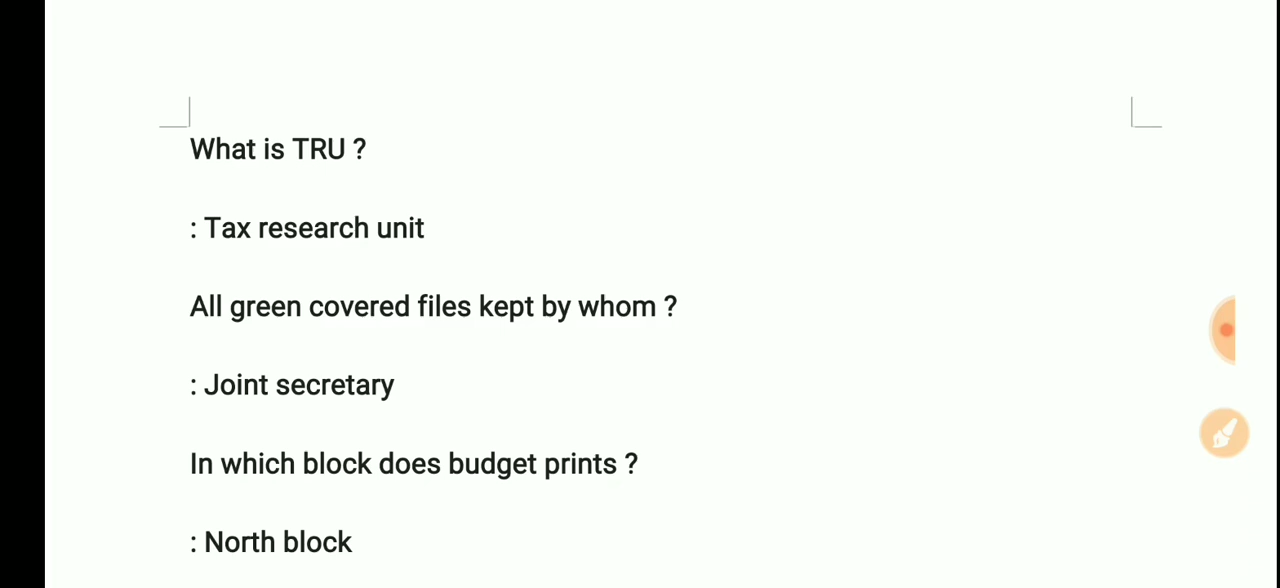 What is TRU ?
: Tax research unit
All green covered files kept by whom ?
: Joint secretary
In which block does budget prints ?
: North block